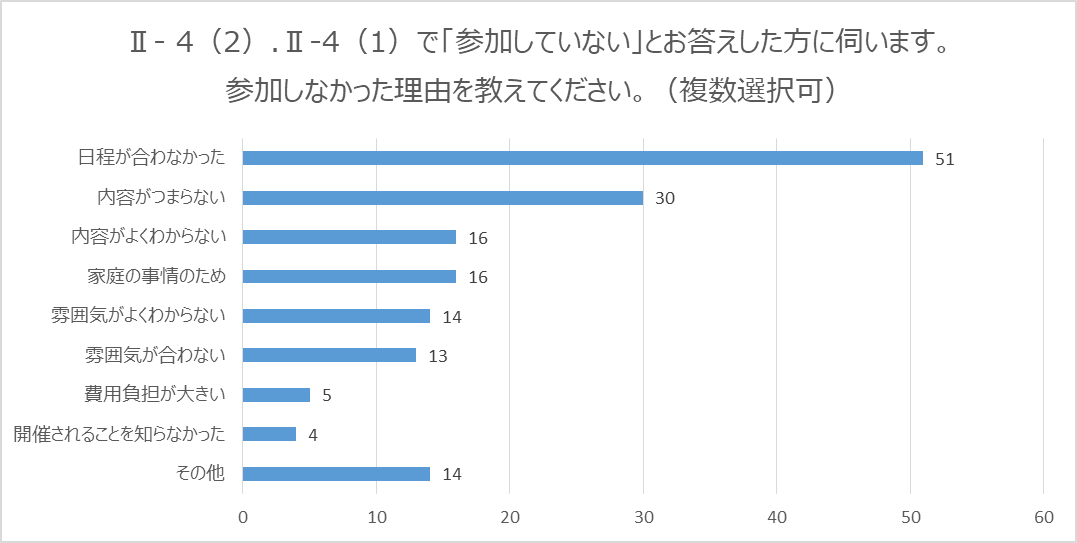 Ⅱ-４（2）.Ⅱ-4（1）で「参加していない」とお答えした方に伺います。
参加しなかった理由を教えてください。（複数選択可）
日程が合わなかった 51
内容がつまらない 30
内容がよくわからない 16
家庭の事情のため 16
雰囲気がよくわからない 14
雰囲気が合わない 13
費用負担が大きい 5
開催されることを知らなかった 4
その他 14
0 10 20 30 40 50 60